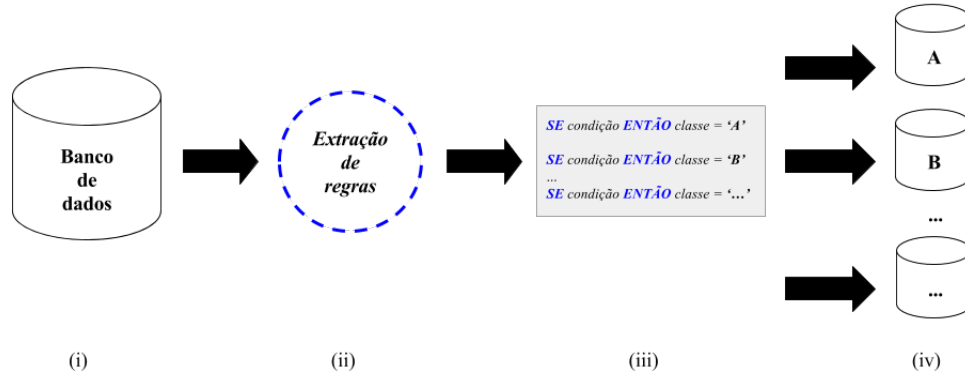 Banco
de
dados
Extração
de
regras
SE condição ENTÃO classe = ‘A’
SE condição ENTÃO classe = ‘B’
...
SE condição ENTÃO classe = ‘...’
A
B
...
...
(i)
(ii)
(iii)
(iv)